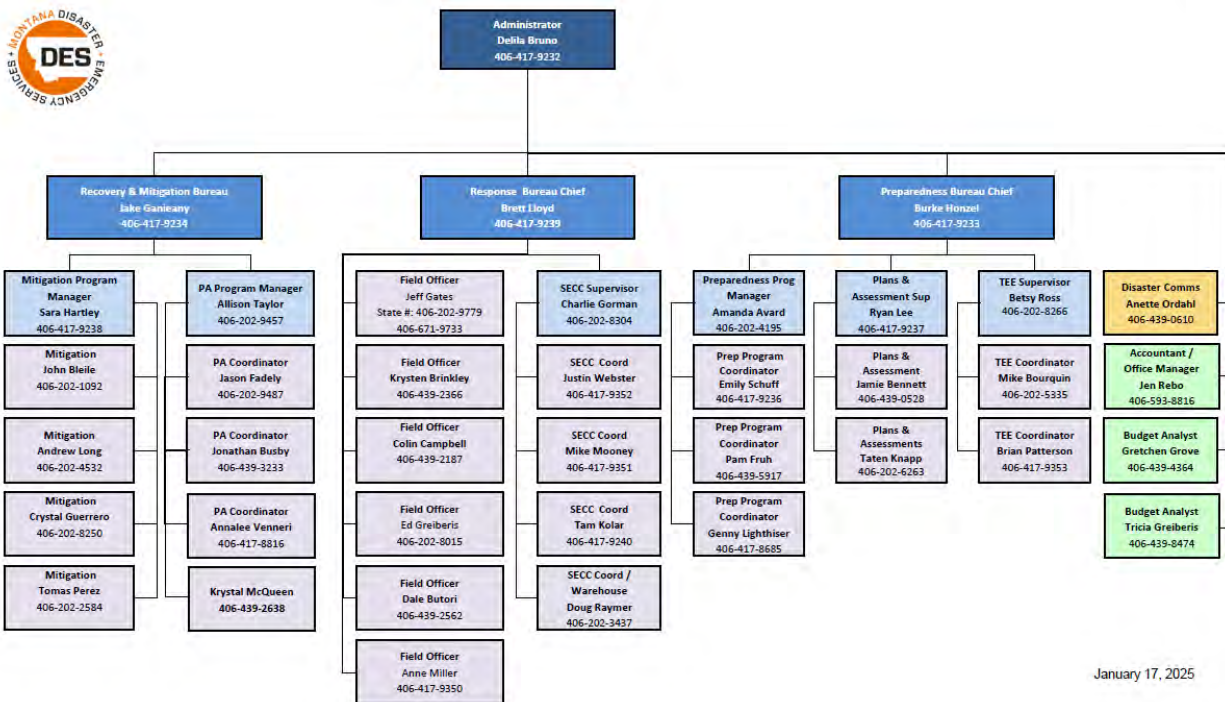 MONTANA DISASTER • EMERGENCY SERVICES •
DES
Administrator
Delila Bruno
406-417-9232
Recovery & Mitigation Bureau
Jake Ganieany
406-417-9234
Response Bureau Chief
Brett Lloyd
406-417-9239
Preparedness Bureau Chief
Burke Honzel
406-417-9233
Mitigation Program
Manager
Sara Hartley
406-417-9238
Mitigation
John Bleile
406-202-1092
Mitigation
Andrew Long
406-202-4532
Mitigation
Crystal Guerrero
406-202-8250
Mitigation
Tomas Perez
406-202-2584
PA Program Manager
Allison Taylor
406-202-9457
PA Coordinator
Jason Fadely
406-202-9487
PA Coordinator
Jonathan Busby
406-439-3233
PA Coordinator
Annalee Venneri
406-417-8816
Krystal McQueen
406-439-2638
Field Officer
Jeff Gates
State #: 406-202-9779
406-671-9733
Field Officer
Krysten Brinkley
406-439-2366
Field Officer
Colin Campbell
406-439-2187
Field Officer
Ed Greiberis
406-202-8015
Field Officer
Dale Butori
406-439-2562
Field Officer
Anne Miller
406-417-9350
SECC Supervisor
Charlie Gorman
406-202-8304
SECC Coord
Justin Webster
406-417-9352
SECC Coord
Mike Mooney
406-417-9351
SECC Coord
Tam Kolar
406-417-9240
SECC Coord /
Warehouse
Doug Raymer
406-202-3437
Preparedness Prog
Manager
Amanda Avard
406-202-4195
Prep Program
Coordinator
Emily Schuff
406-417-9236
Prep Program
Coordinator
Pam Fruh
406-439-5917
Prep Program
Coordinator
Genny Lighthiser
406-417-8685
Plans &
Assessment Sup
Ryan Lee
406-417-9237
Plans &
Assessment
Jamie Bennett
406-439-0528
Plans &
Assessments
Taten Knapp
406-202-6263
TEE Supervisor
Betsy Ross
406-202-8266
TEE Coordinator
Mike Bourquin
406-202-5335
TEE Coordinator
Brian Patterson
406-417-9353
Disaster Comms
Anette Ordahl
406-439-0610
Accountant /
Office Manager
Jen Rebo
406-593-8816
Budget Analyst
Gretchen Grove
406-439-4364
Budget Analyst
Tricia Greiberis
406-439-8474
January 17, 2025